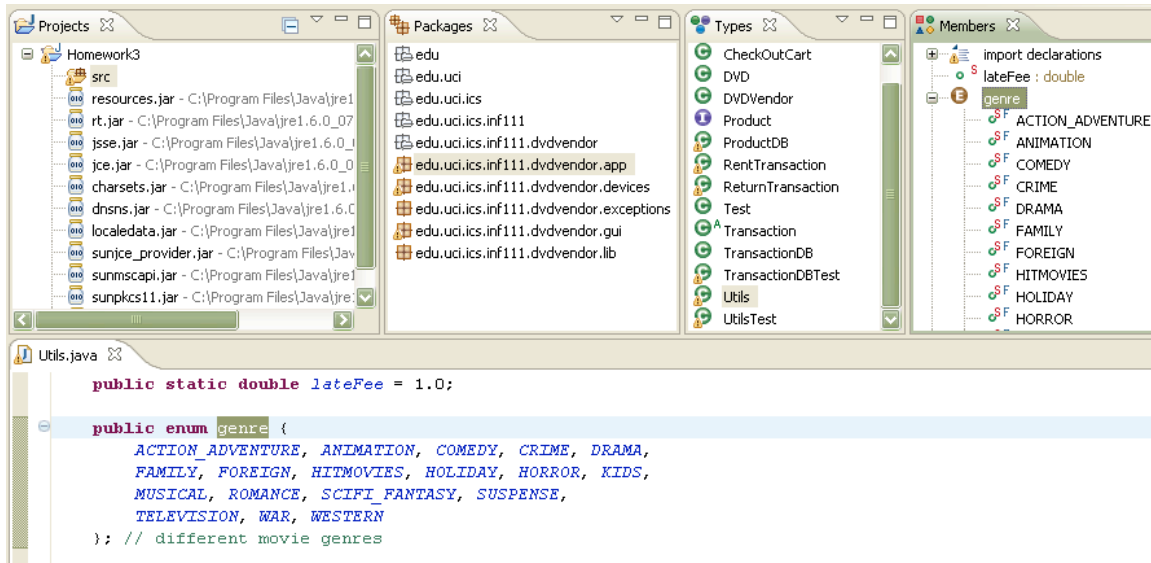 Projects
Homework3
src
resources.jar - C:\Program Files\Java\jre1
rt.jar - C:\Program Files\Java\jre1.6.0_07
jsse.jar - C:\Program Files\Java\jre1.6.0_
jce.jar - C:\Program Files\Java\jre1.6.0_0
charsets.jar - C:\Program Files\Java\jre1.
dnsns.jar - C:\Program Files\Java\jre1.6.0
localedata.jar - C:\Program Files\Java\jre1
sunjce_provider.jar - C:\Program Files\Jav
sunmscapi.jar - C:\Program Files\Java\jre1
sunpkcs11.jar - C:\Program Files\Java\jre
Packages
edu
edu.uci
edu.uci.ics
edu.uci.ics.inf111
edu.uci.ics.inf111.dvdvendor
edu.uci.ics.inf111.dvdvendor.app
edu.uci.ics.inf111.dvdvendor.devices
edu.uci.ics.inf111.dvdvendor.exceptions
edu.uci.ics.inf111.dvdvendor.gui
edu.uci.ics.inf111.dvdvendor.lib
Types
CheckOutCart
DVD
DVDVendor
Product
ProductDB
RentTransaction
ReturnTransaction
Test
Transaction
TransactionDB
TransactionDBTest
Utils
UtilsTest
Members
import declarations
lateFee : double
genre
ACTION_ADVENTURE
ANIMATION
COMEDY
CRIME
DRAMA
FAMILY
FOREIGN
HITMOVIES
HOLIDAY
HORROR
Utils.java
public static double lateFee = 1.0;
public enum genre {
ACTION_ADVENTURE, ANIMATION, COMEDY, CRIME, DRAMA,
FAMILY, FOREIGN, HITMOVIES, HOLIDAY, HORROR, KIDS,
MUSICAL, ROMANCE, SCIFI_FANTASY, SUSPENSE,
TELEVISION, WAR, WESTERN
}; // different movie genres